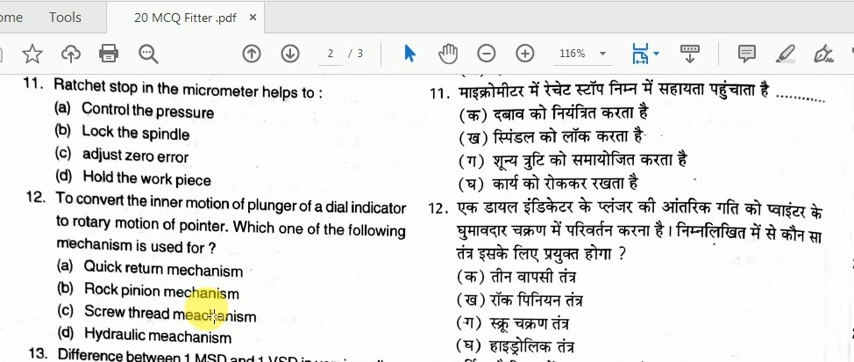 ome Tools 20 MCQ Fitter .pdf ×
2 / 3 116%
11. Ratchet stop in the micrometer helps to :
(a) Control the pressure
(b) Lock the spindle
(c) adjust zero error
(d) Hold the work piece
12. To convert the inner motion of plunger of a dial indicator
to rotary motion of pointer. Which one of the following
mechanism is used for ?
(a) Quick return mechanism
(b) Rock pinion mechanism
(c) Screw thread meachanism
(d) Hydraulic meachanism
13. Difference between 1 MSD and 1 VSD
11. माइक्रोमीटर में रेचेट स्टॉप निम्न में सहायता पहुंचाता है ............
(क) दबाव को नियंत्रित करता है
(ख) स्पिंडल को लॉक करता है
(ग) शून्य त्रुटि को समायोजित करता है
(घ) कार्य को रोककर रखता है
12. एक डायल इंडिकेटर के प्लंजर की आंतरिक गति को प्वाइंटर के
घुमावदार चक्रण में परिवर्तन करना है। निम्नलिखित में से कौन सा
तंत्र इसके लिए प्रयुक्त होगा ?
(क) तीन वापसी तंत्र
(ख) रॉक पिनियन तंत्र
(ग) स्क्रू चक्रण तंत्र
(घ) हाइड्रोलिक तंत्र